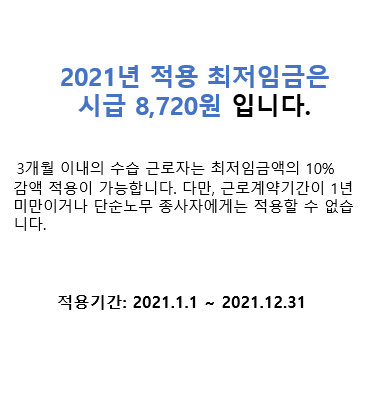 2021년 적용 최저임금은
시급 8,720원 입니다.
3개월 이내의 수습 근로자는 최저임금액의 10%
감액 적용이 가능합니다. 다만, 근로계약기간이 1년
미만이거나 단순노무 종사자에게는 적용할 수 없습
니다.
적용기간: 2021.1.1 ~ 2021.12.31